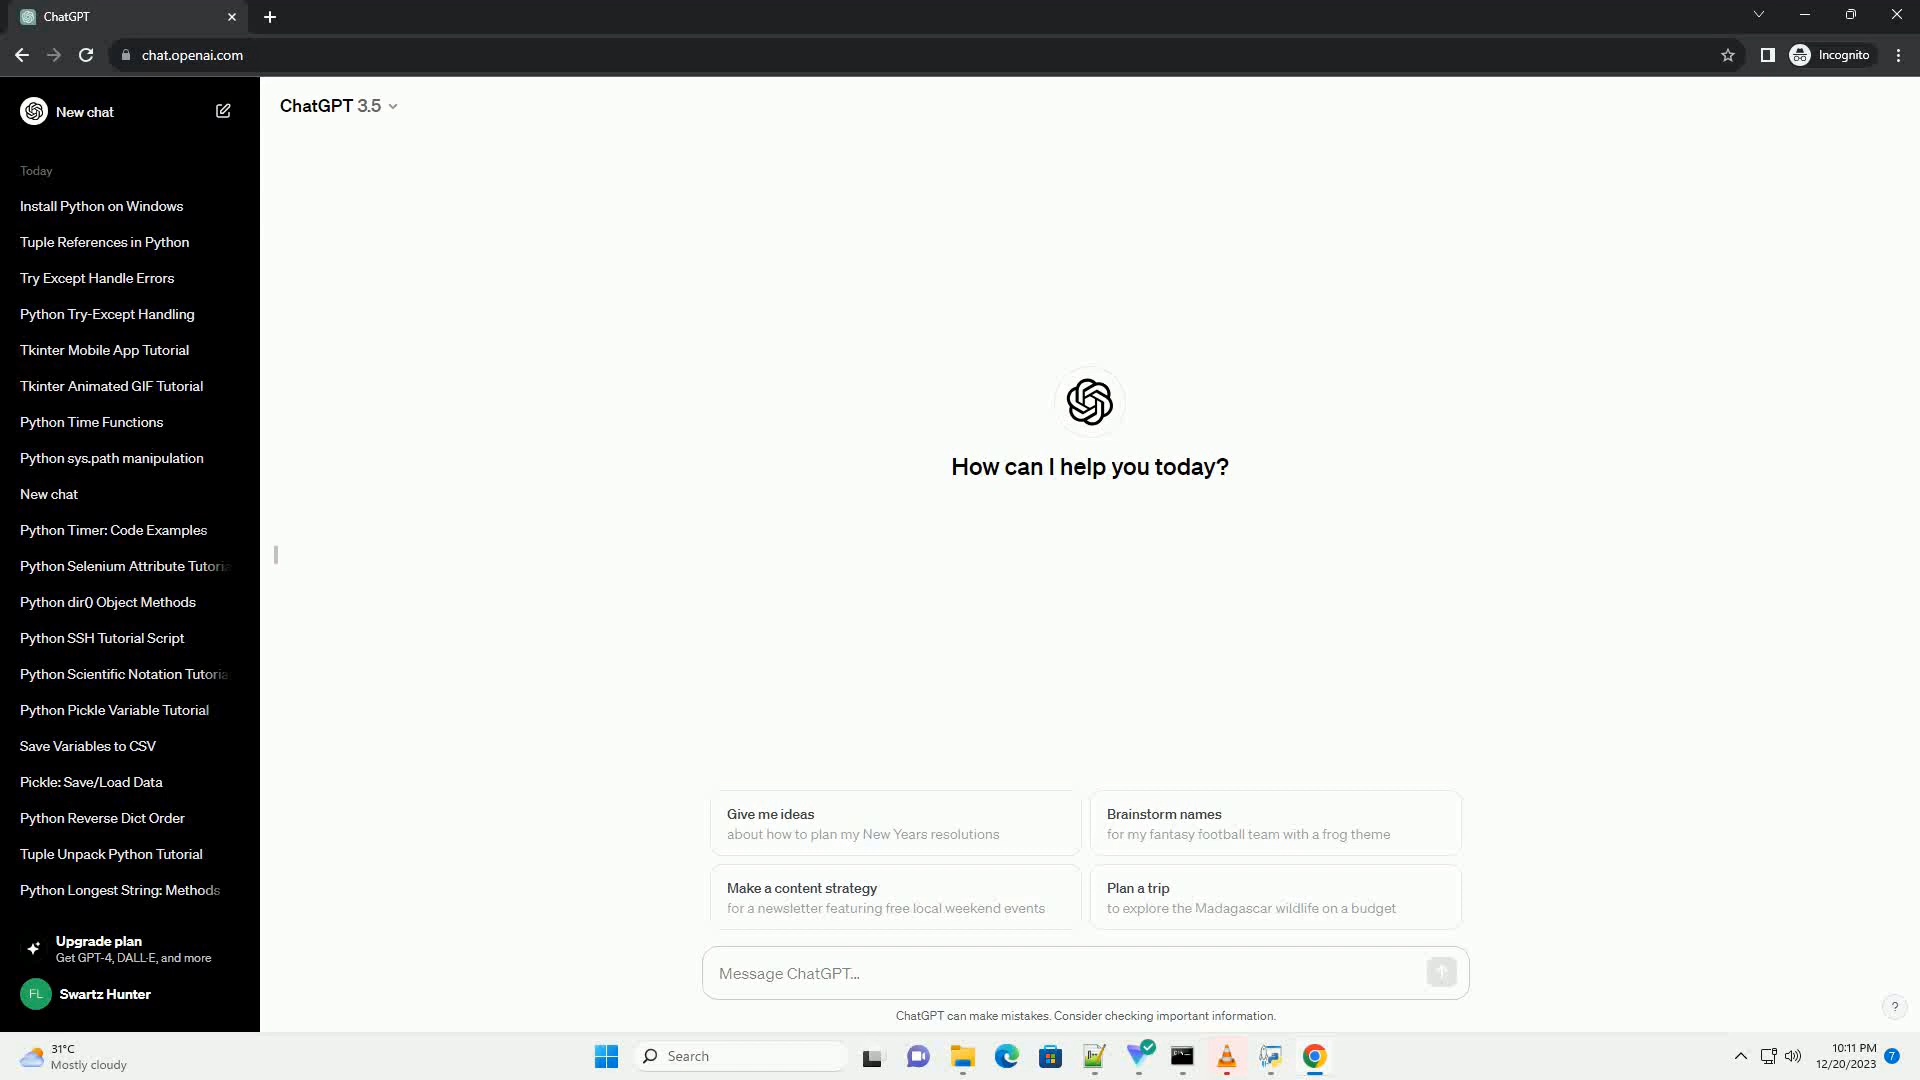 ChatGPT
chat.openai.com
Incognito
New chat
ChatGPT 3.5
Today
Install Python on Windows
Tuple References in Python
Try Except Handle Errors
Python Try-Except Handling
Tkinter Mobile App Tutorial
Tkinter Animated GIF Tutorial
Python Time Functions
Python sys.path manipulation
New chat
Python Timer: Code Examples
Python Selenium Attribute Tutoria
Python dir() Object Methods
Python SSH Tutorial Script
Python Scientific Notation Tutoria
Python Pickle Variable Tutorial
Save Variables to CSV
Pickle: Save/Load Data
Python Reverse Dict Order
Tuple Unpack Python Tutorial
Python Longest String: Methods
Upgrade plan
Get GPT-4, DALL·E, and more
FL
Swartz Hunter
How can I help you today?
Give me ideas
about how to plan my New Years resolutions
Brainstorm names
for my fantasy football team with a frog theme
Make a content strategy
for a newsletter featuring free local weekend events
Plan a trip
to explore the Madagascar wildlife on a budget
Message ChatGPT...
ChatGPT can make mistakes. Consider checking important information.
?
31°C
Mostly cloudy
Search
10:11 PM
12/20/2023
7